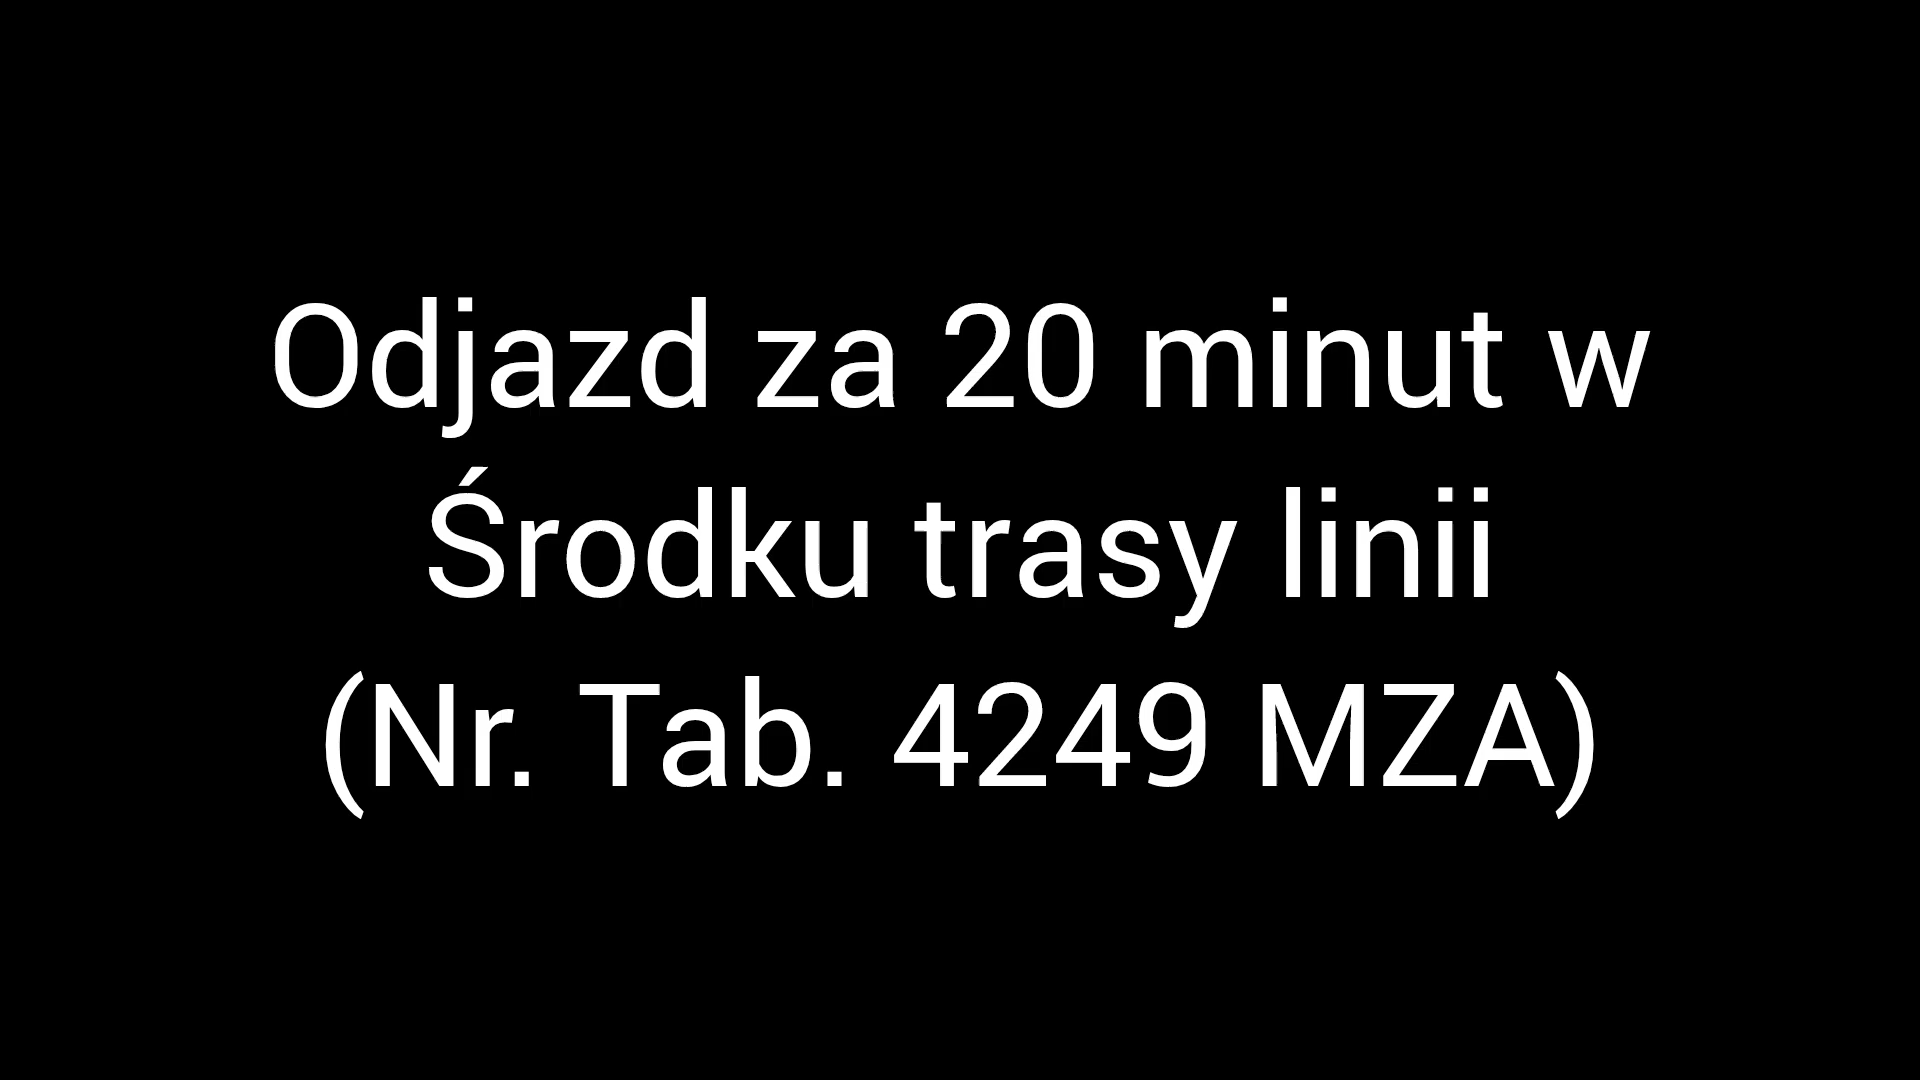 Odjazd za 20 minut w
Środku trasy linii
(Nr. Tab. 4249 MZA)